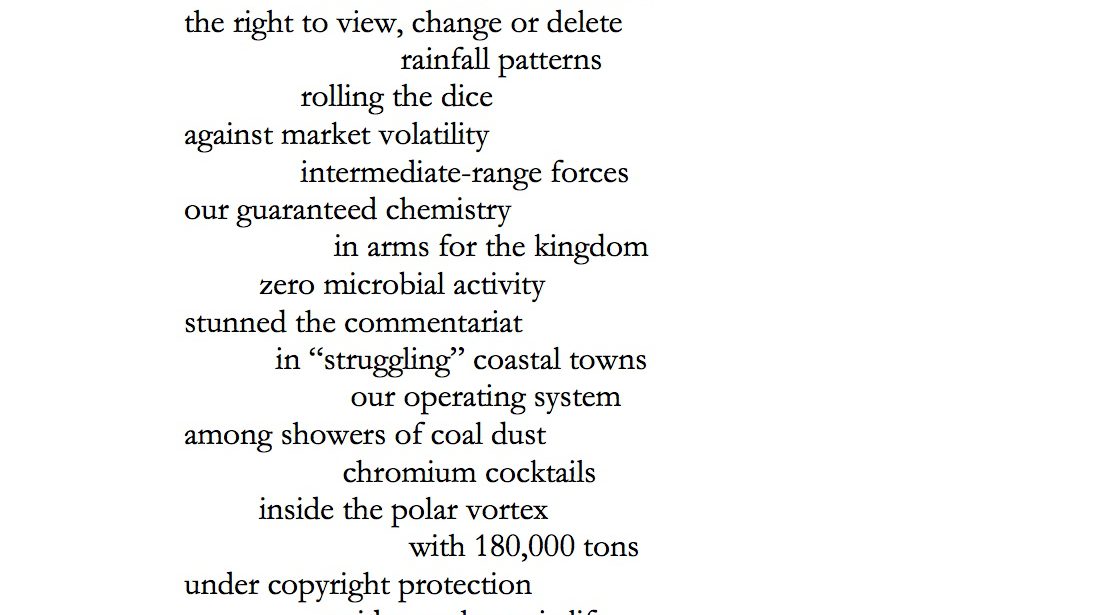 the right to view, change or delete
rainfall patterns
rolling the dice
against market volatility
intermediate-range forces
our guaranteed chemistry
in arms for the kingdom
zero microbial activity
stunned the commentariat
in “struggling” coastal towns
our operating system
among showers of coal dust
chromium cocktails
inside the polar vortex
with 180,000 tons
under copyright protection